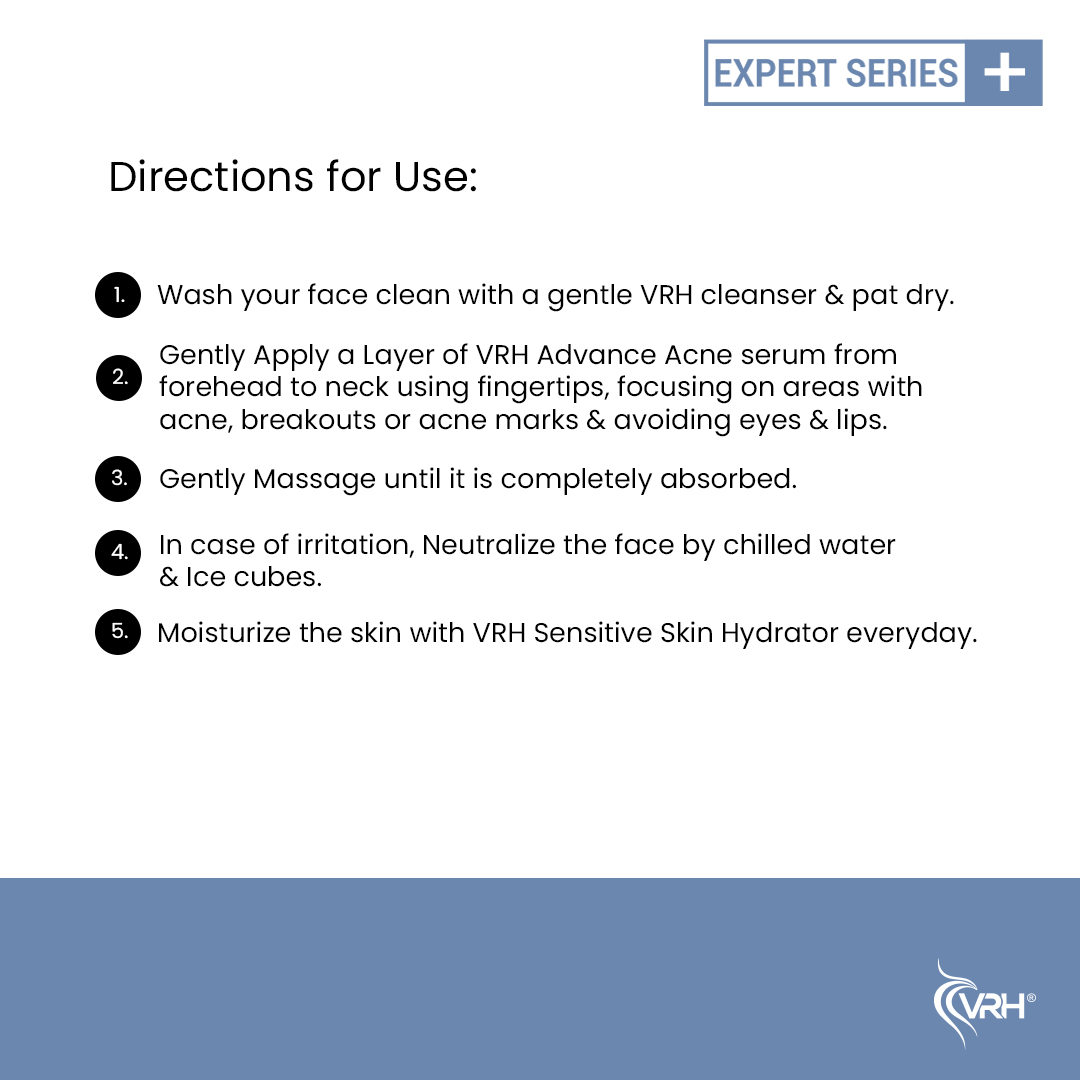 EXPERT SERIES +
Directions for Use:
1. Wash your face clean with a gentle VRH cleanser & pat dry.
2. Gently Apply a Layer of VRH Advance Acne serum from
forehead to neck using fingertips, focusing on areas with
acne, breakouts or acne marks & avoiding eyes & lips.
3. Gently Massage until it is completely absorbed.
4. In case of irritation, Neutralize the face by chilled water
& Ice cubes.
5. Moisturize the skin with VRH Sensitive Skin Hydrator everyday.
VRH®